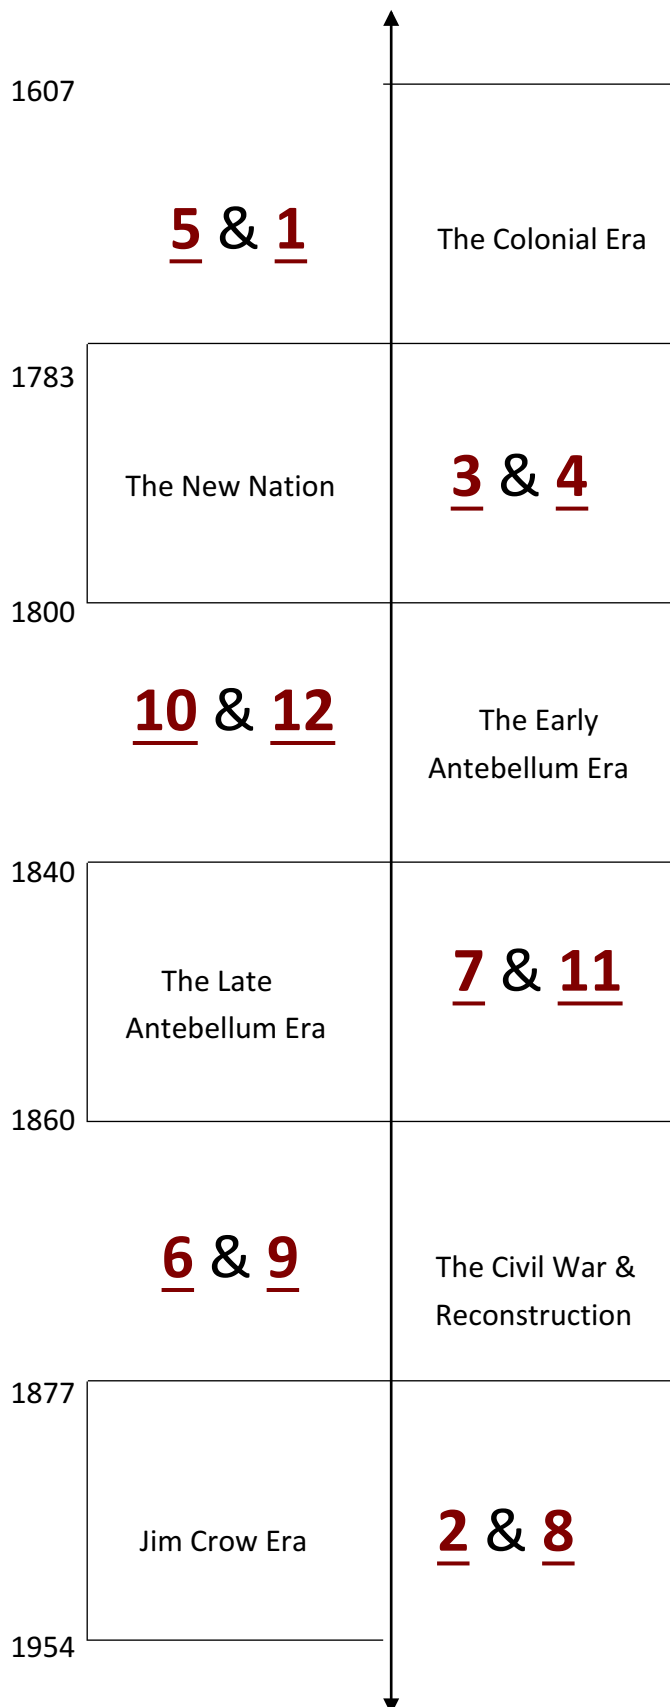 1607
5 & 1
The Colonial Era
1783
The New Nation
3 & 4
1800
10 & 12
The Early
Antebellum Era
1840
The Late
Antebellum Era
7 & 11
1860
6 & 9
The Civil War &
Reconstruction
1877
Jim Crow Era
2 & 8
1954